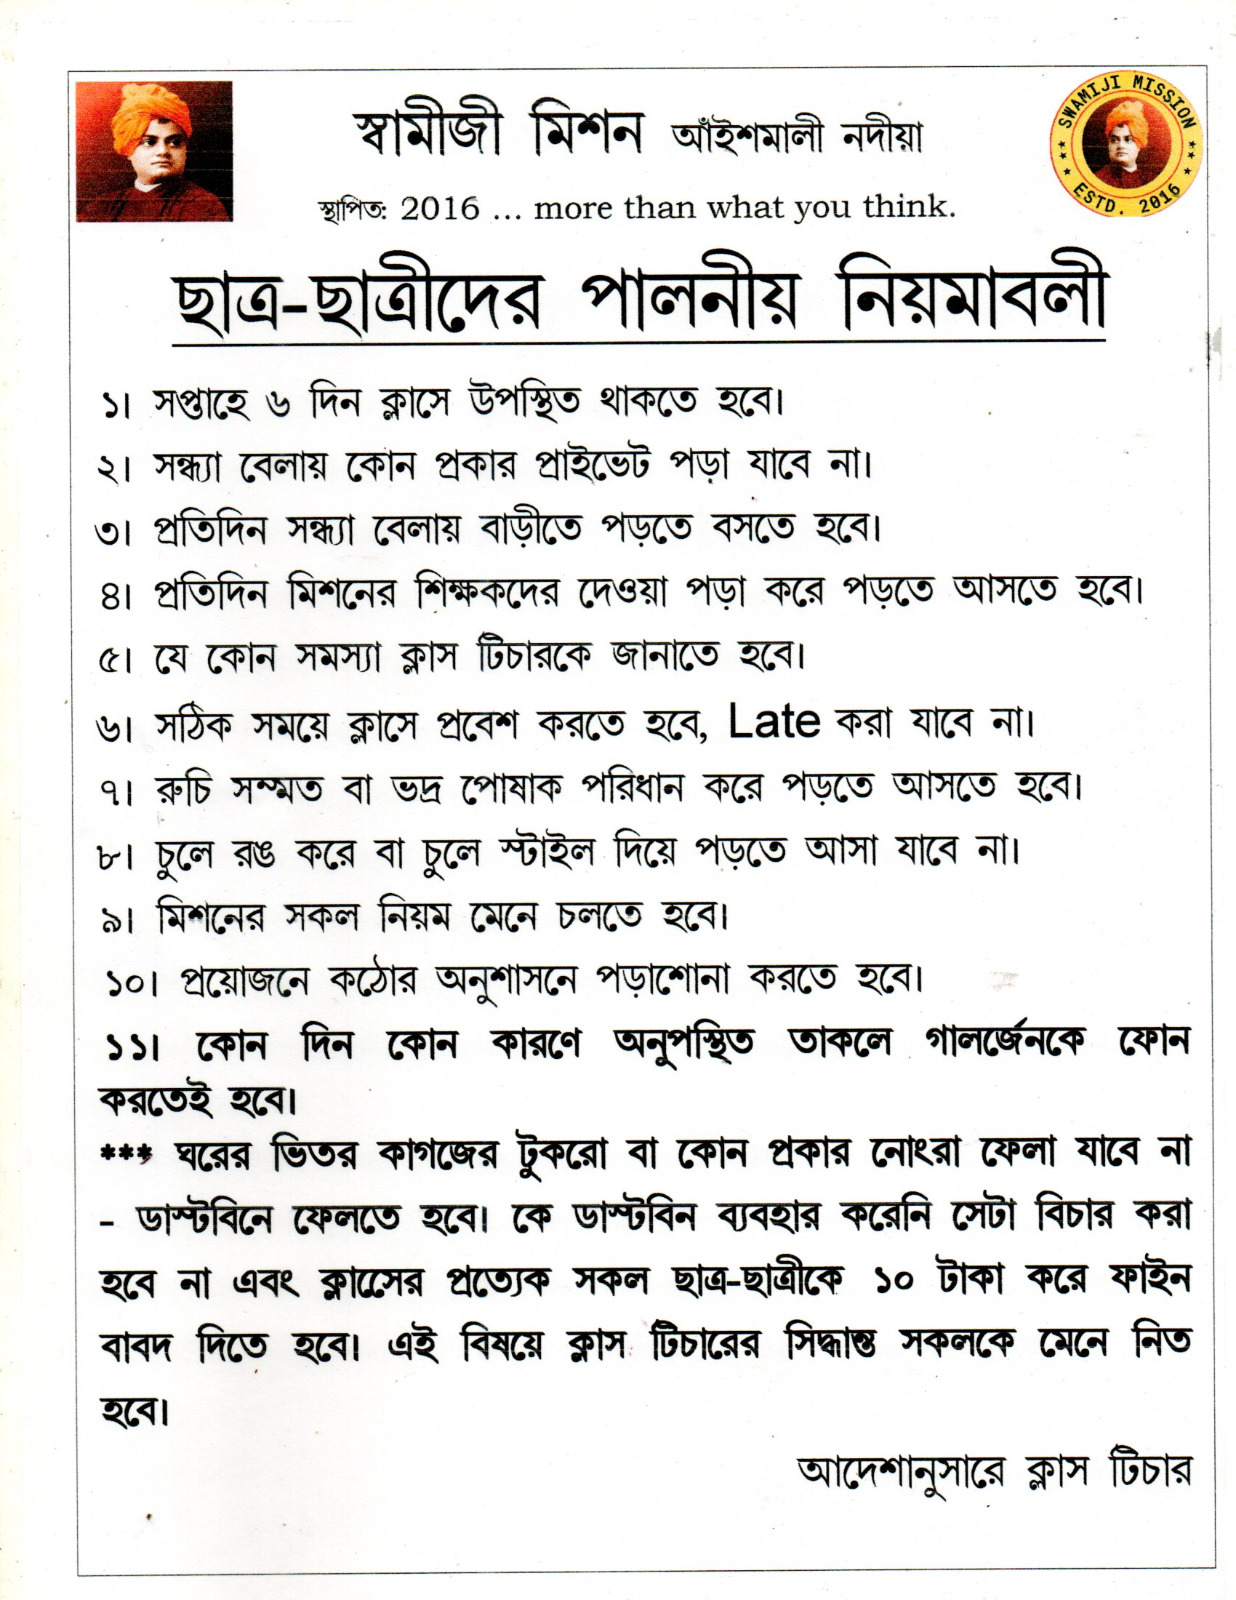 স্বামীজী মিশন আঁইশমালী নদীয়া
স্থাপিত: 2016 ... more than what you think.
SWAMIJI MISSION
ESTD. 2016
ছাত্র-ছাত্রীদের পালনীয় নিয়মাবলী
১। সপ্তাহে ৬ দিন ক্লাসে উপস্থিত থাকতে হবে।
২। সন্ধ্যা বেলায় কোন প্রকার প্রাইভেট পড়া যাবে না।
৩। প্রতিদিন সন্ধ্যা বেলায় বাড়ীতে পড়তে বসতে হবে।
৪। প্রতিদিন মিশনের শিক্ষকদের দেওয়া পড়া করে পড়তে আসতে হবে।
৫। যে কোন সমস্যা ক্লাস টিচারকে জানাতে হবে।
৬। সঠিক সময়ে ক্লাসে প্রবেশ করতে হবে, Late করা যাবে না।
৭। রুচি সম্মত বা ভদ্র পোষাক পরিধান করে পড়তে আসতে হবে।
৮। চুলে রঙ করে বা চুলে স্টাইল দিয়ে পড়তে আসা যাবে না।
৯। মিশনের সকল নিয়ম মেনে চলতে হবে।
১০। প্রয়োজনে কঠোর অনুশাসনে পড়াশোনা করতে হবে।
১১। কোন দিন কোন কারণে অনুপস্থিত তাকলে গালর্জেনকে ফোন
করতেই হবে।
*** ঘরের ভিতর কাগজের টুকরো বা কোন প্রকার নোংরা ফেলা যাবে না
- ডাস্টবিনে ফেলতে হবে। কে ডাস্টবিন ব্যবহার করেনি সেটা বিচার করা
হবে না এবং ক্লাসেের প্রত্যেক সকল ছাত্র-ছাত্রীকে ১০ টাকা করে ফাইন
বাবদ দিতে হবে। এই বিষয়ে ক্লাস টিচারের সিদ্ধান্ত সকলকে মেনে নিত
হবে।
আদেশানুসারে ক্লাস টিচার